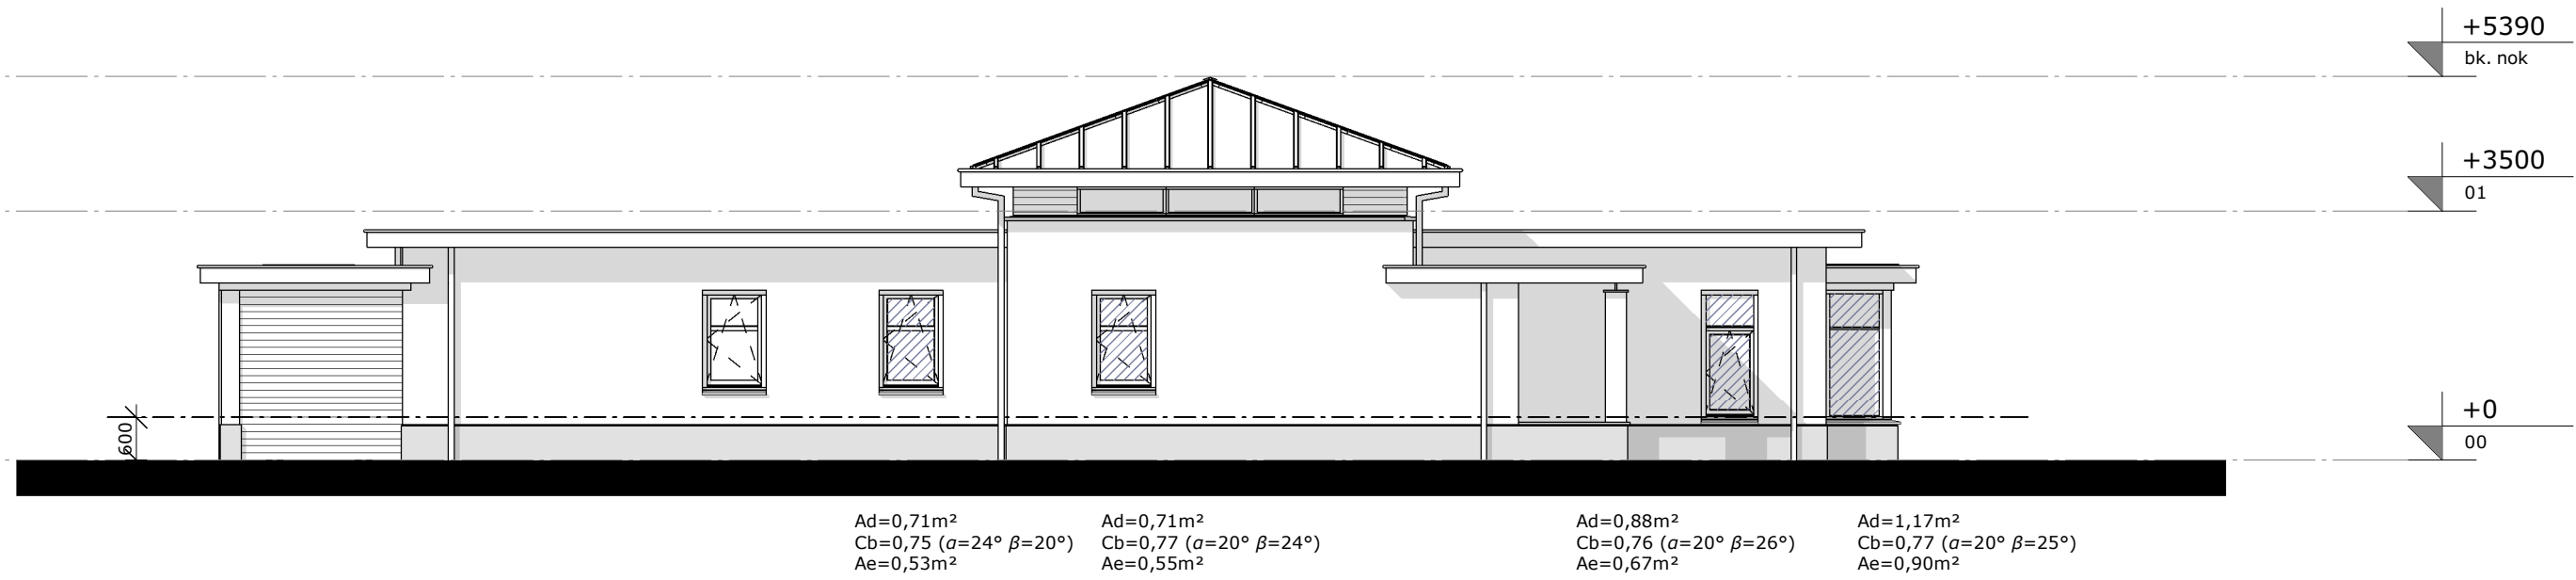 +5390
bk. nok
+3500
01
+0
00
600
Ad=0,71m²
Cb=0,75 (α=24° β=20°)
Ae=0,53m²
Ad=0,71m²
Cb=0,77 (α=20° β=24°)
Ae=0,55m²
Ad=0,88m²
Cb=0,76 (α=20° β=26°)
Ae=0,67m²
Ad=1,17m²
Cb=0,77 (α=20° β=25°)
Ae=0,90m²